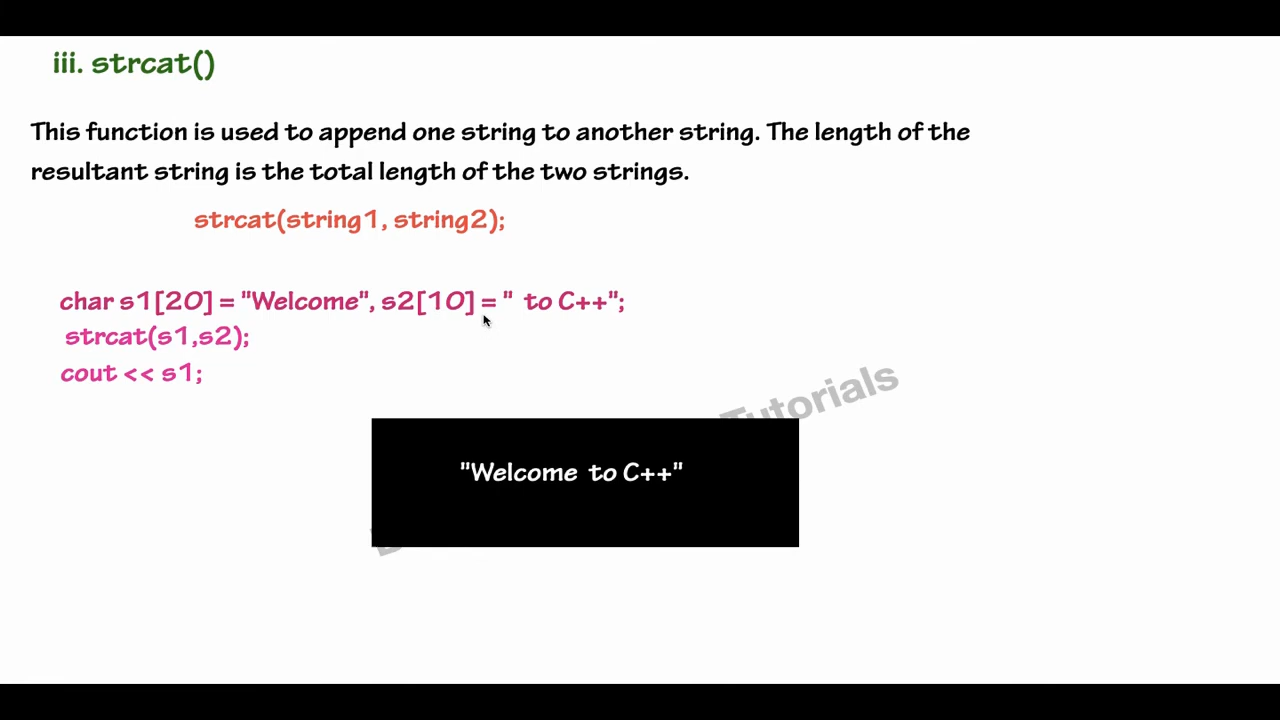 iii. strcat()
This function is used to append one string to another string. The length of the
resultant string is the total length of the two strings.
strcat(string1, string2);
char s1[20] = "Welcome", s2[10] = "  to C++";
strcat(s1,s2);
cout << s1;
Tutorials
"Welcome  to C++"